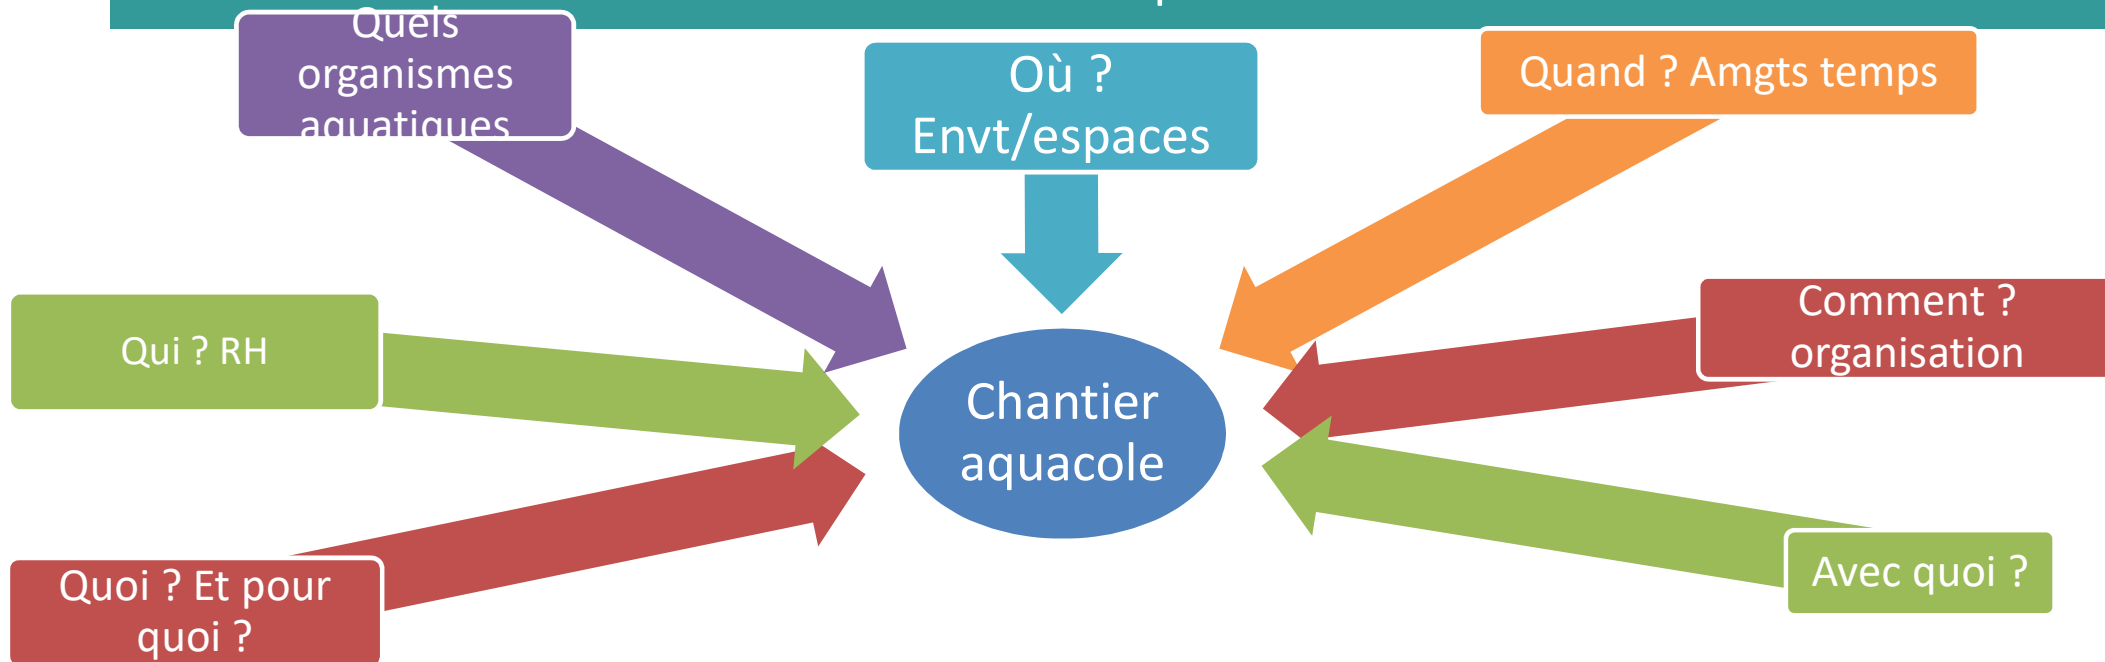 Quels
organismes
aquatiques
Où ?
Envt/espaces
Quand ? Amgts temps
Qui ? RH
Comment ?
organisation
Chantier
aquacole
Quoi ? Et pour
quoi ?
Avec quoi ?